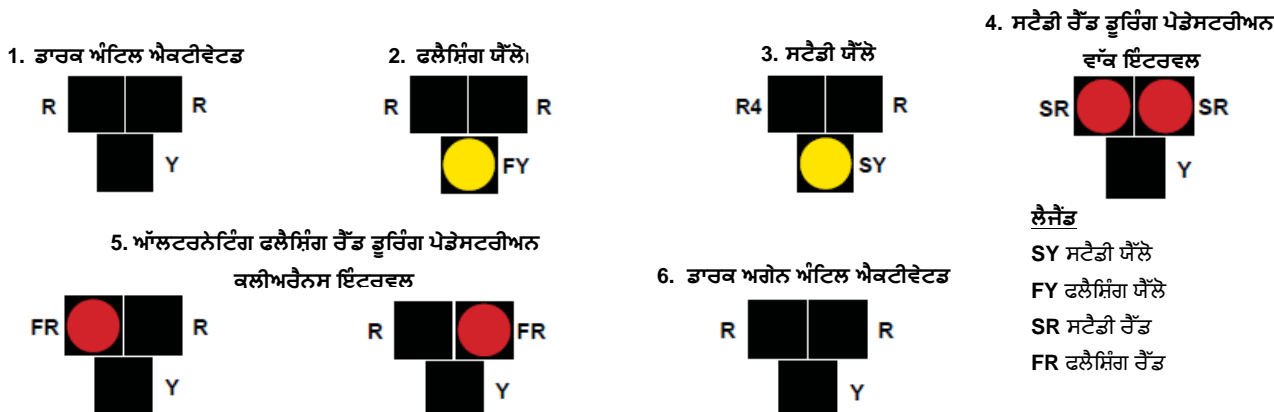 1. ਡਾਰਕ ਅੰਟਿਲ ਐਕਟੀਵੇਟਡ
R R
Y
2. ਫਲੈਸ਼ਿੰਗ ਯੈੱਲੋ।
R R
FY
3. ਸਟੈਡੀ ਯੈੱਲੋ
R4 R
SY
4. ਸਟੈਡੀ ਰੈੱਡ ਡੂਰਿੰਗ ਪੇਡੇਸਟਰੀਅਨ
ਵਾੱਕ ਇੰਟਰਵਲ
SR SR
Y
5. ਆੱਲਟਰਨੇਟਿੰਗ ਫਲੈਸ਼ਿੰਗ ਰੈੱਡ ਡੂਰਿੰਗ ਪੇਡੇਸਟਰੀਅਨ
ਕਲੀਅਰੈਨਸ ਇੰਟਰਵਲ
FR R
Y
R FR
Y
6. ਡਾਰਕ ਅਗੇਨ ਅੰਟਿਲ ਐਕਟੀਵੇਟਡ
R R
Y
ਲੈਜੈਂਡ
SY ਸਟੈਡੀ ਯੈੱਲੋ
FY ਫਲੈਸ਼ਿੰਗ ਯੈੱਲੋ
SR ਸਟੈਡੀ ਰੈੱਡ
FR ਫਲੈਸ਼ਿੰਗ ਰੈੱਡ